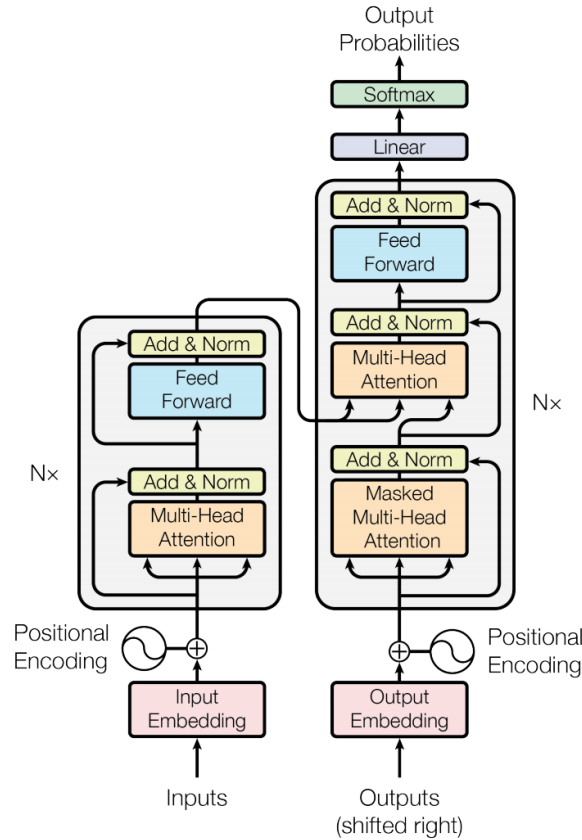 Output
Probabilities
Softmax
Linear
Add & Norm
Feed
Forward
Add & Norm
Multi-Head
Attention
Add & Norm
Masked
Multi-Head
Attention
N×
Add & Norm
Feed
Forward
Add & Norm
Multi-Head
Attention
N×
Positional
Encoding
Positional
Encoding
Input
Embedding
Output
Embedding
Inputs
Outputs
(shifted right)